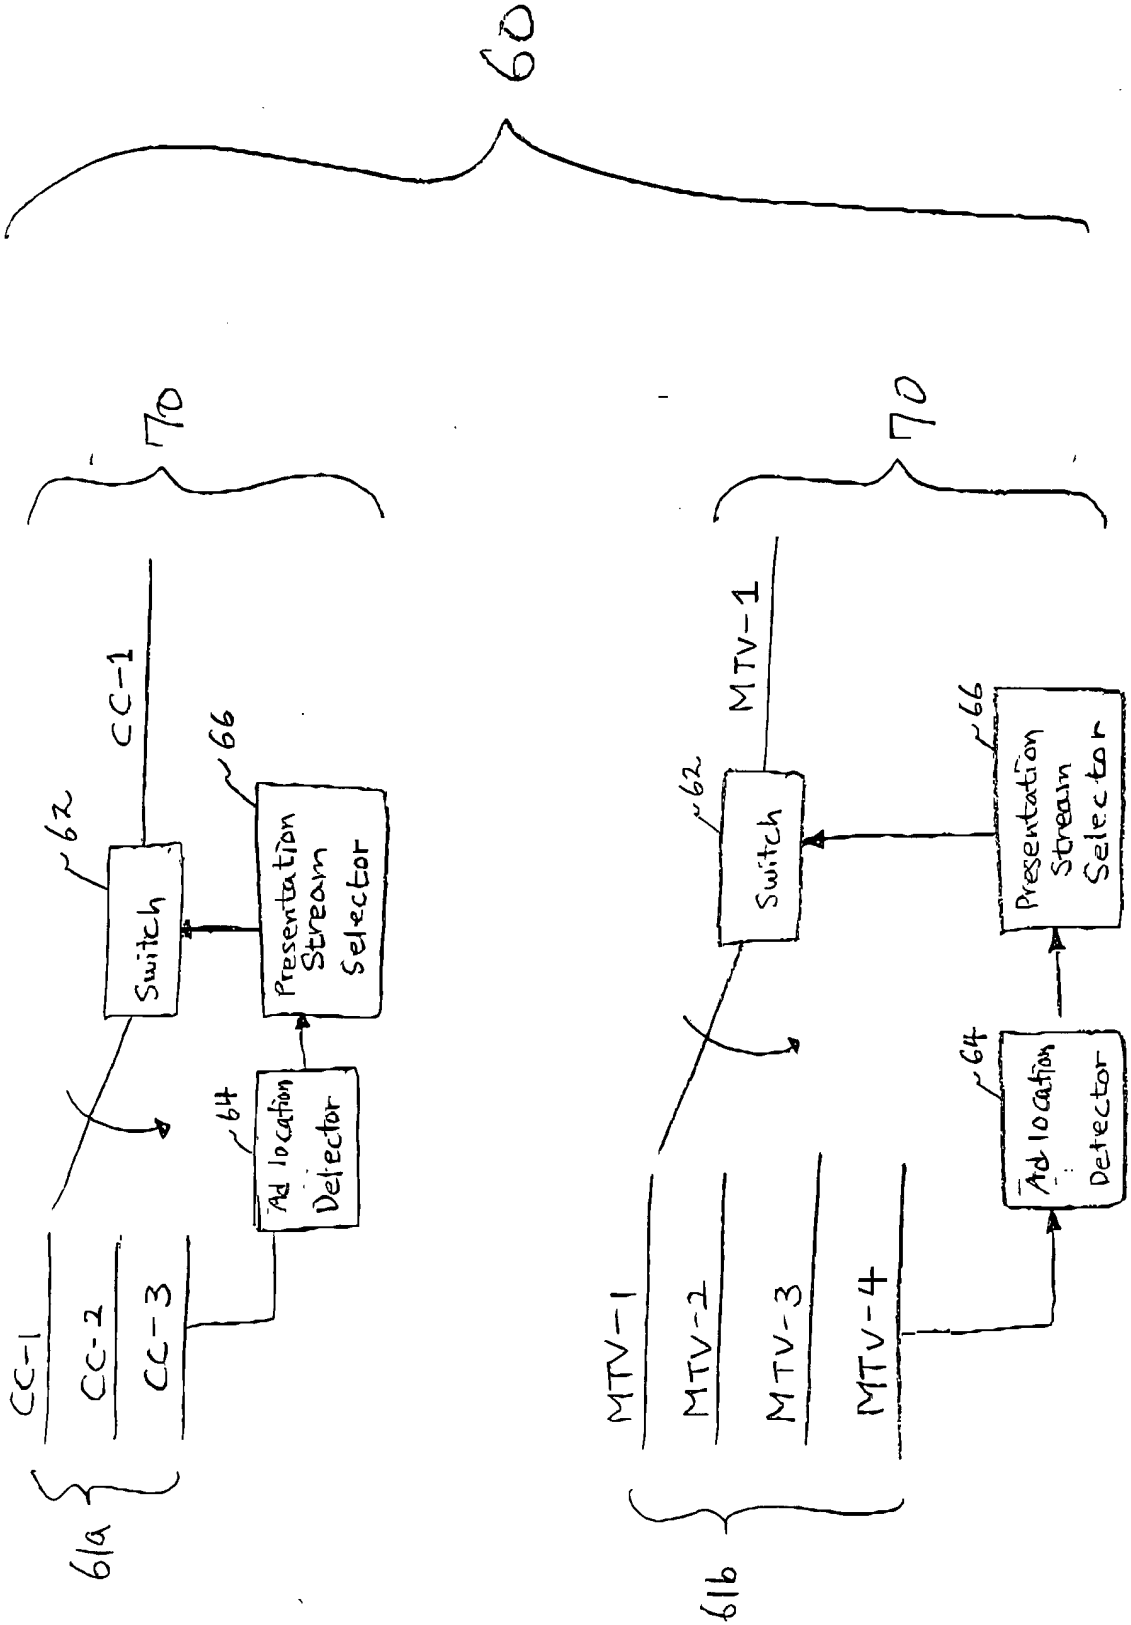 60
70
CC-1
62
Switch
66
Presentation
Stream
Selector
64
Ad location
Detector
CC-1
CC-2
CC-3
61a
70
MTV-1
62
Switch
66
Presentation
Stream
Selector
64
Ad location
Detector
MTV-1
MTV-2
MTV-3
MTV-4
61b